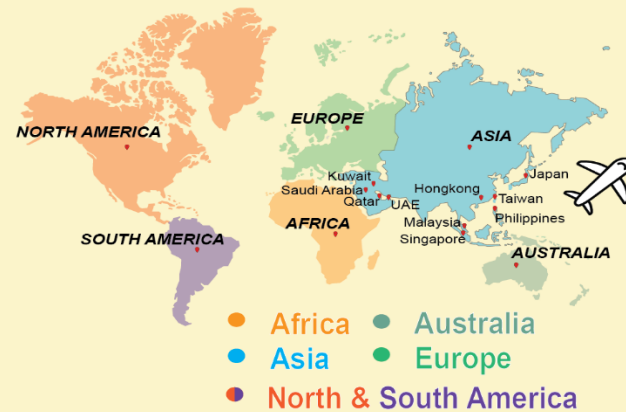 EUROPE
NORTH AMERICA
ASIA
Kuwait
Japan
Saudi Arabia
Hongkong
Qatar
UAE
Taiwan
AFRICA
Malaysia
Philippines
SOUTH AMERICA
Singapore
AUSTRALIA
Africa
Australia
Asia
Europe
North & South America